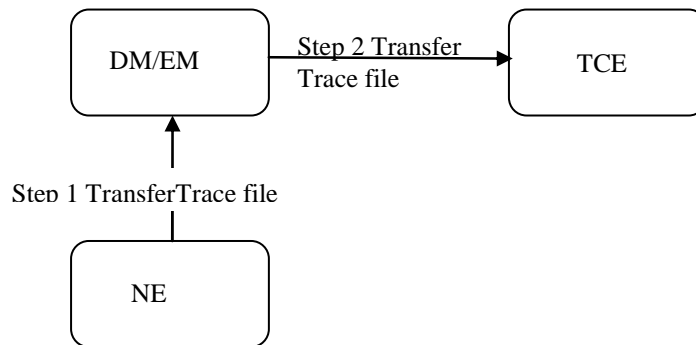 DM/EM
Step 2 Transfer
Trace file
TCE
Step 1 TransferTrace file
NE